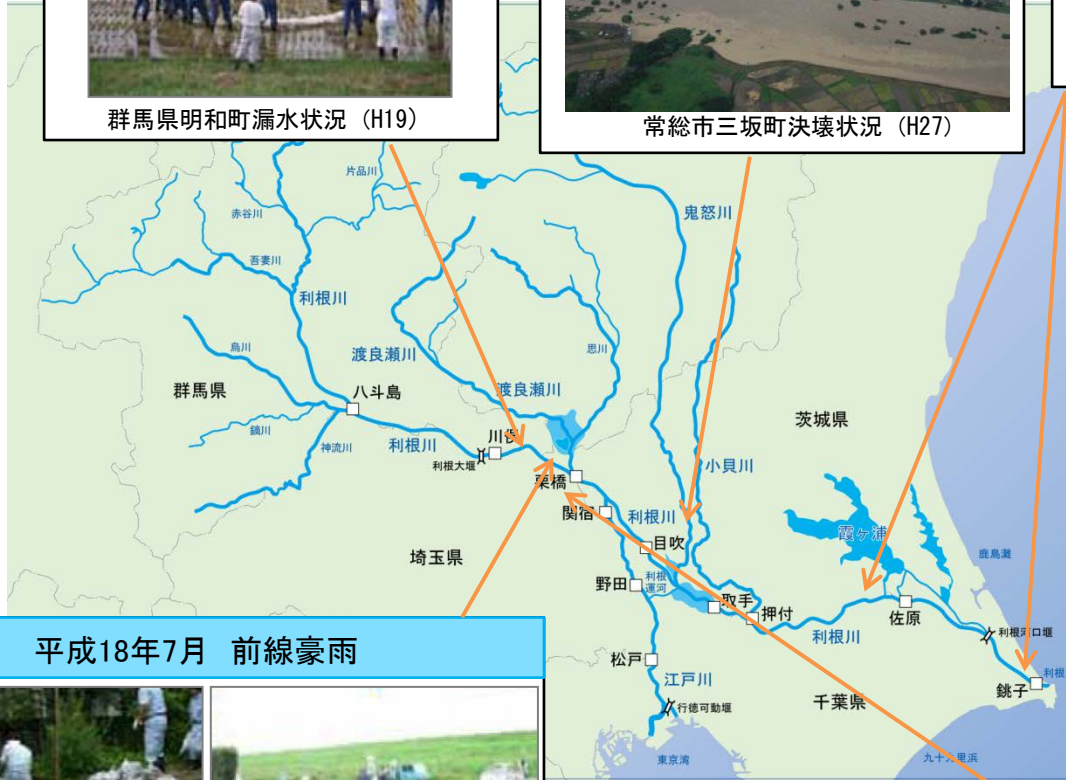 群馬県明和町漏水状況（H19）
常総市三坂町決壊状況（H27）
片品川
赤谷川
鬼怒川
吾妻川
利根川
烏川
渡良瀬川
思川
群馬県
八斗島
渡良瀬川
茨城県
鏑川
神流川
利根川
川俣
利根大堰
小貝川
栗橋
関宿
利根川
霞ヶ浦
目吹
鹿島灘
埼玉県
野田
利根
運河
取手
押付
佐原
利根川
利根河口堰
平成18年7月 前線豪雨
松戸
江戸川
銚子
利根
千葉県
行徳可動堰
東京湾
九十九里浜